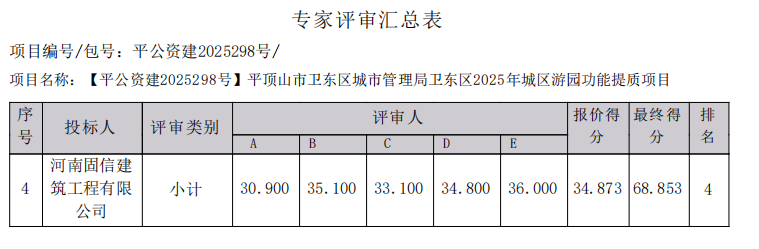 专家评审汇总表
项目编号/包号：平公资建2025298号/
项目名称：【平公资建2025298号】平顶山市卫东区城市管理局卫东区2025年城区游园功能提质项目
序号 投标人 评审类别 评审人 报价得分 最终得分 排名
A B C D E
4 河南固信建筑工程有限公司 小计 30.900 35.100 33.100 34.800 36.000 34.873 68.853 4